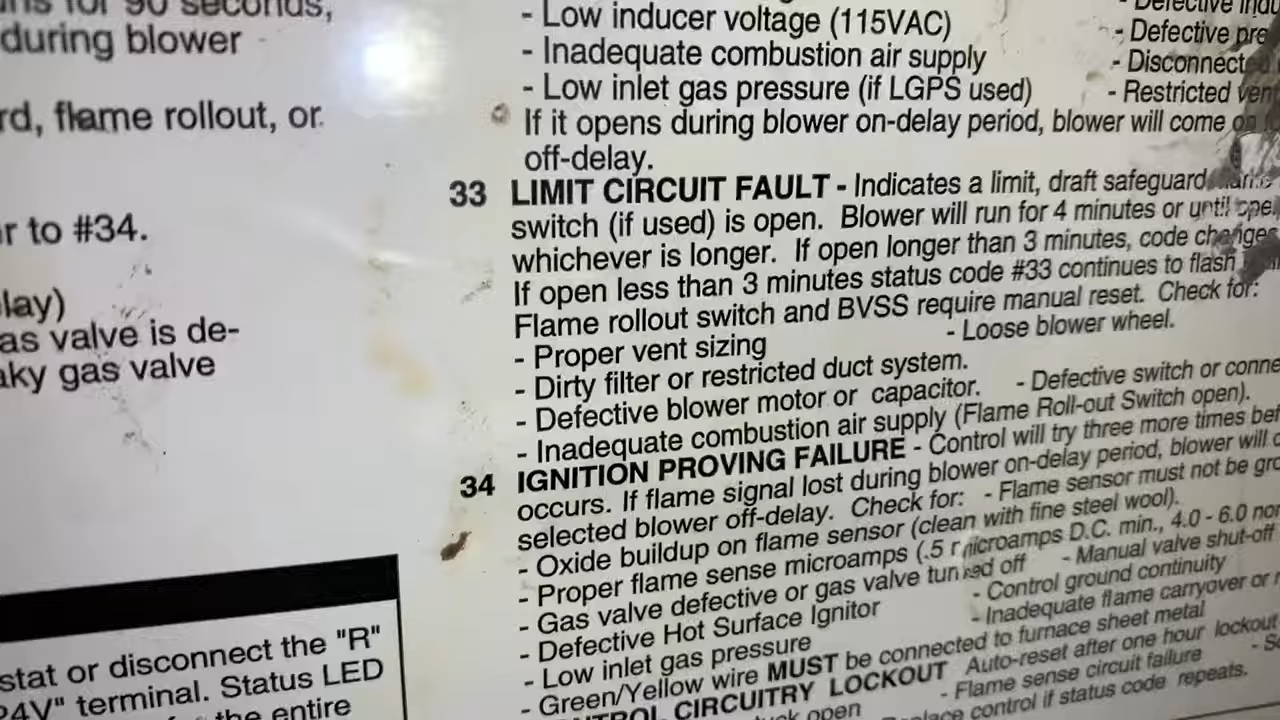 for 90 seconds,
during blower
rd, flame rollout, or
r to #34.
lay)
as valve is de-
aky gas valve
stat or disconnect the "R"
24V" terminal. Status LED
the entire
- Low inducer voltage (115VAC)
- Inadequate combustion air supply - Defective pre
- Low inlet gas pressure (if LGPS used) - Disconnected
- Restricted vent
If it opens during blower on-delay period, blower will come on
off-delay.
33 LIMIT CIRCUIT FAULT - Indicates a limit, draft safeguard,
switch (if used) is open. Blower will run for 4 minutes or until open
whichever is longer. If open longer than 3 minutes, code changes
If open less than 3 minutes status code #33 continues to flash
Flame rollout switch and BVSS require manual reset. Check for:
- Proper vent sizing - Loose blower wheel.
- Dirty filter or restricted duct system.
- Defective blower motor or capacitor. - Defective switch or conne
- Inadequate combustion air supply (Flame Roll-out Switch open).
34 IGNITION PROVING FAILURE - Control will try three more times
occurs. If flame signal lost during blower on-delay period, blower will
selected blower off-delay. Check for: - Flame sensor must not be gro
- Oxide buildup on flame sensor (clean with fine steel wool).
- Proper flame sense microamps (.5 microamps D.C. min., 4.0 - 6.0 nor
- Gas valve defective or gas valve turned off - Manual valve shut-off
- Defective Hot Surface Ignitor - Control ground continuity
- Low inlet gas pressure - Inadequate flame carryover or
- Green/Yellow wire MUST be connected to furnace sheet metal
CIRCUITRY LOCKOUT Auto-reset after one hour lockout
open - Flame sense circuit failure
control if status code repeats.